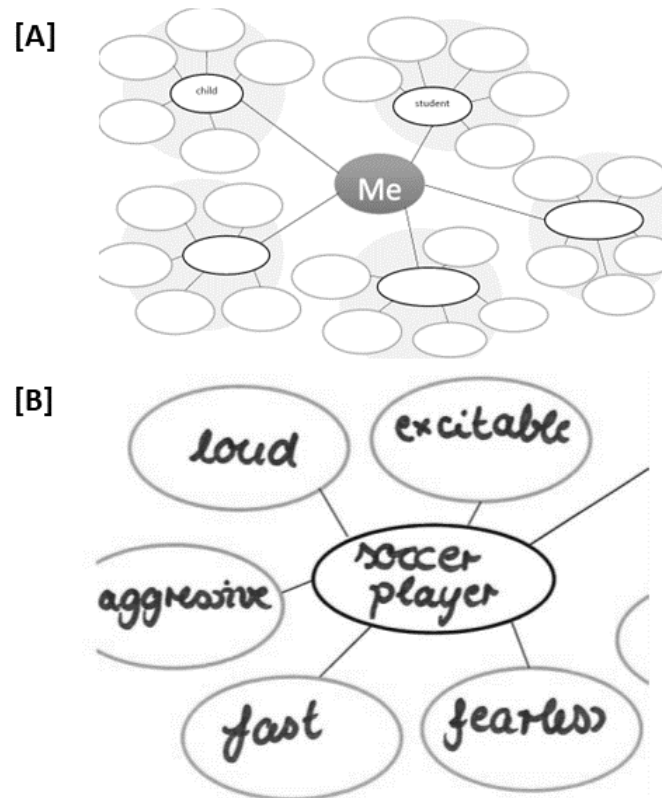 [A]
child
student
Me
[B]
loud
excitable
soccer
player
aggressive
fast
fearless